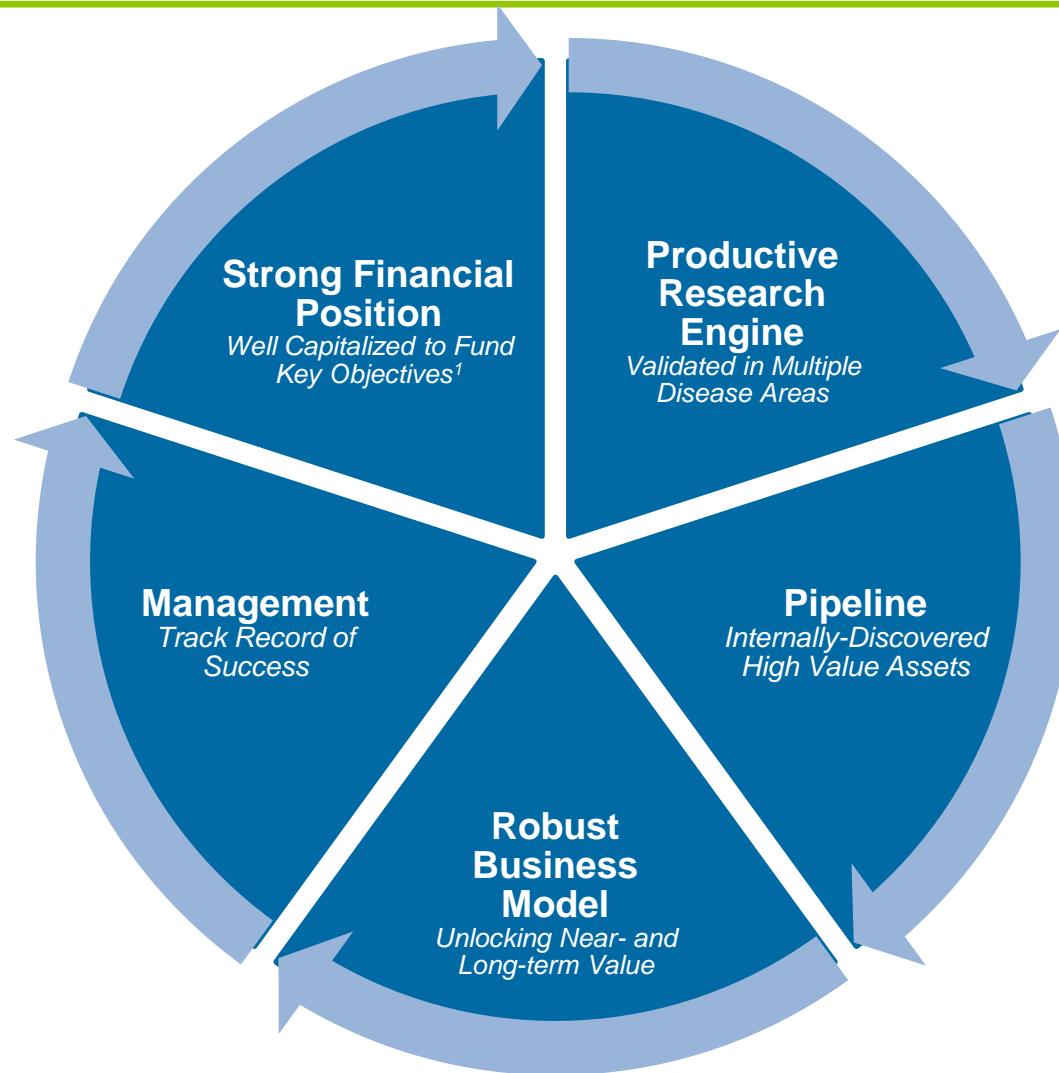 Strong Financial
Position
Well Capitalized to Fund
Key Objectives¹
Productive
Research
Engine
Validated in Multiple
Disease Areas
Management
Track Record of
Success
Pipeline
Internally-Discovered
High Value Assets
Robust
Business
Model
Unlocking Near- and
Long-term Value